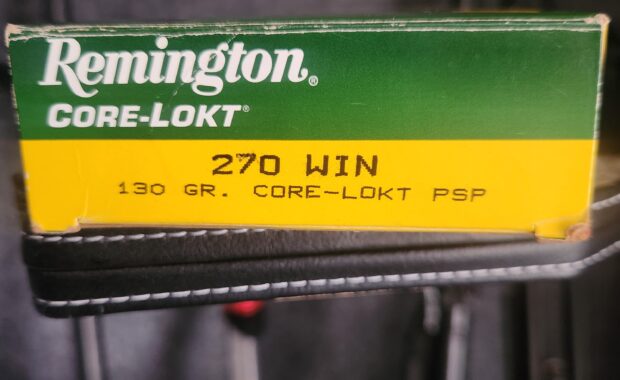 Remington®
CORE-LOKT®
270 WIN
130 GR. CORE-LOKT PSP